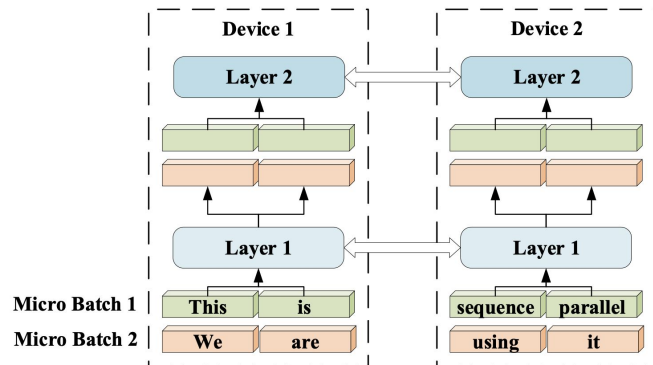 Device 1 Device 2
Layer 2 Layer 2
Layer 1 Layer 1
Micro Batch 1 This is sequence parallel
Micro Batch 2 We are using it